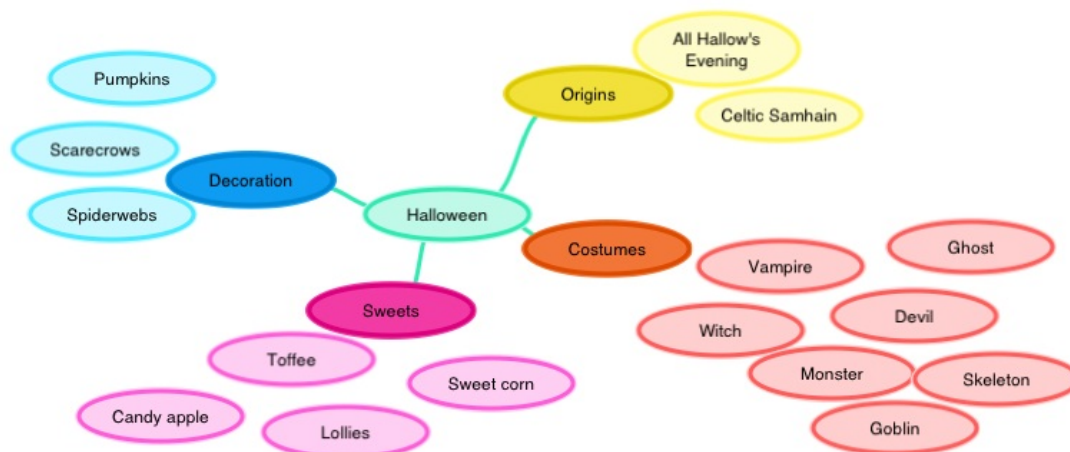 All Hallow's
Evening
Pumpkins
Origins
Celtic Samhain
Scarecrows
Decoration
Spiderwebs
Halloween
Costumes
Ghost
Vampire
Sweets
Devil
Witch
Toffee
Monster
Skeleton
Sweet corn
Candy apple
Lollies
Goblin